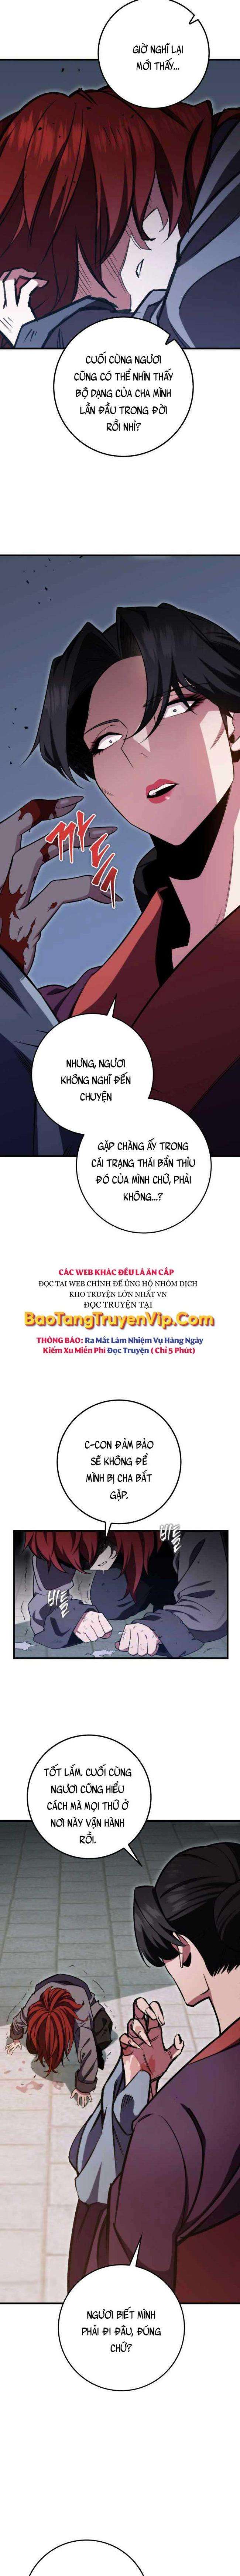 GIỜ NGHĨ LẠI
MỚI THẤY...
CUỐI CÙNG NGƯƠI
CŨNG CÓ THỂ NHÌN THẤY
BỘ DẠNG CỦA CHA MÌNH
LẦN ĐẦU TRONG ĐỜI
RỒI NHỈ?
NHƯNG, NGƯƠI
KHÔNG NGHĨ ĐẾN
CHUYỆN
GẶP CHÀNG ẤY TRONG
CÁI TRẠNG THÁI BẨN THỈU
ĐÓ CỦA MÌNH CHỨ, PHẢI
KHÔNG...?
CÁC WEB KHÁC ĐỀU LÀ ĂN CẮP
ĐỌC TẠI WEB CHÍNH ĐỂ ỦNG HỘ NHÓM DỊCH
KHO TRUYỆN LỚN NHẤT VN
ĐỌC TRUYỆN TẠI
BaoTangTruyenVip.Com
THÔNG BÁO: Ra Mắt Làm Nhiệm Vụ Hàng Ngày
Kiếm Xu Miễn Phí Đọc Truyện ( Chỉ 5 Phút)
C-CON ĐẢM BẢO
SẼ KHÔNG ĐỂ
MÌNH BỊ CHA BẮT
GẶP.
TỐT LẮM. CUỐI CÙNG
NGƯƠI CŨNG HIỂU
CÁCH MÀ MỌI THỨ Ở
NƠI NÀY VẬN HÀNH
RỒI.
NGƯƠI BIẾT MÌNH
PHẢI ĐI ĐÂU, ĐÚNG
CHỨ?